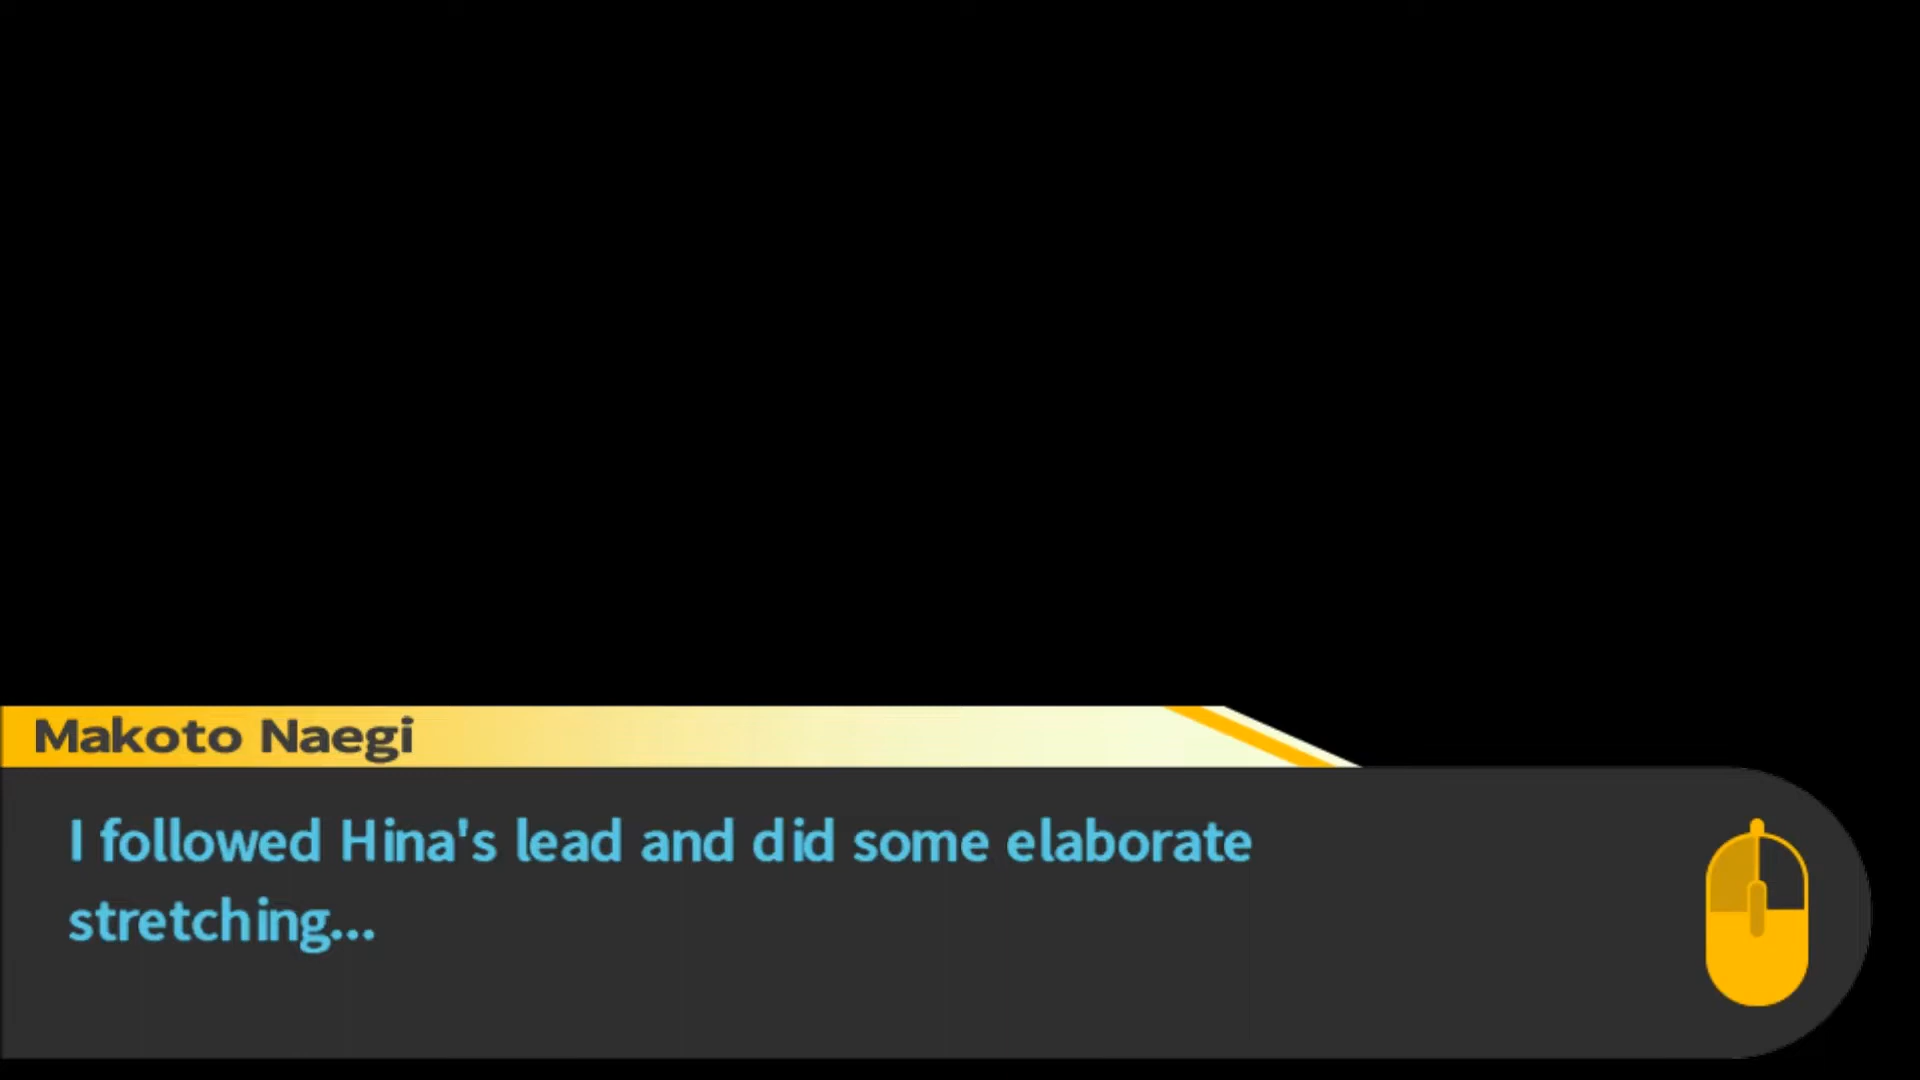 Makoto Naegi
I followed Hina's lead and did some elaborate
stretching...